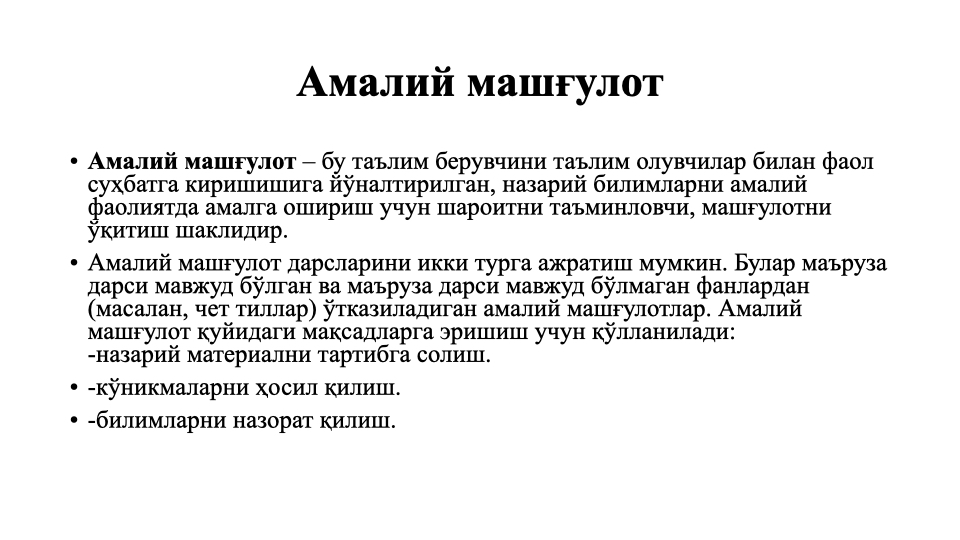 Амалий машғулот
• Амалий машғулот – бу таълим берувчини таълим олувчилар билан фаол
суҳбатга киришишига йўналтирилган, назарий билимларни амалий
фаолиятда амалга ошириш учун шароитни таъминловчи, машғулотни
ўқитиш шаклидир.
• Амалий машғулот дарсларини икки турга ажратиш мумкин. Булар маъруза
дарси мавжуд бўлган ва маъруза дарси мавжуд бўлмаган фанлардан
(масалан, чет тиллар) ўтказиладиган амалий машғулотлар. Амалий
машғулот қуйидаги мақсадларга эришиш учун қўлланилади:
-назарий материални тартибга солиш.
• -кўникмаларни ҳосил қилиш.
• -билимларни назорат қилиш.